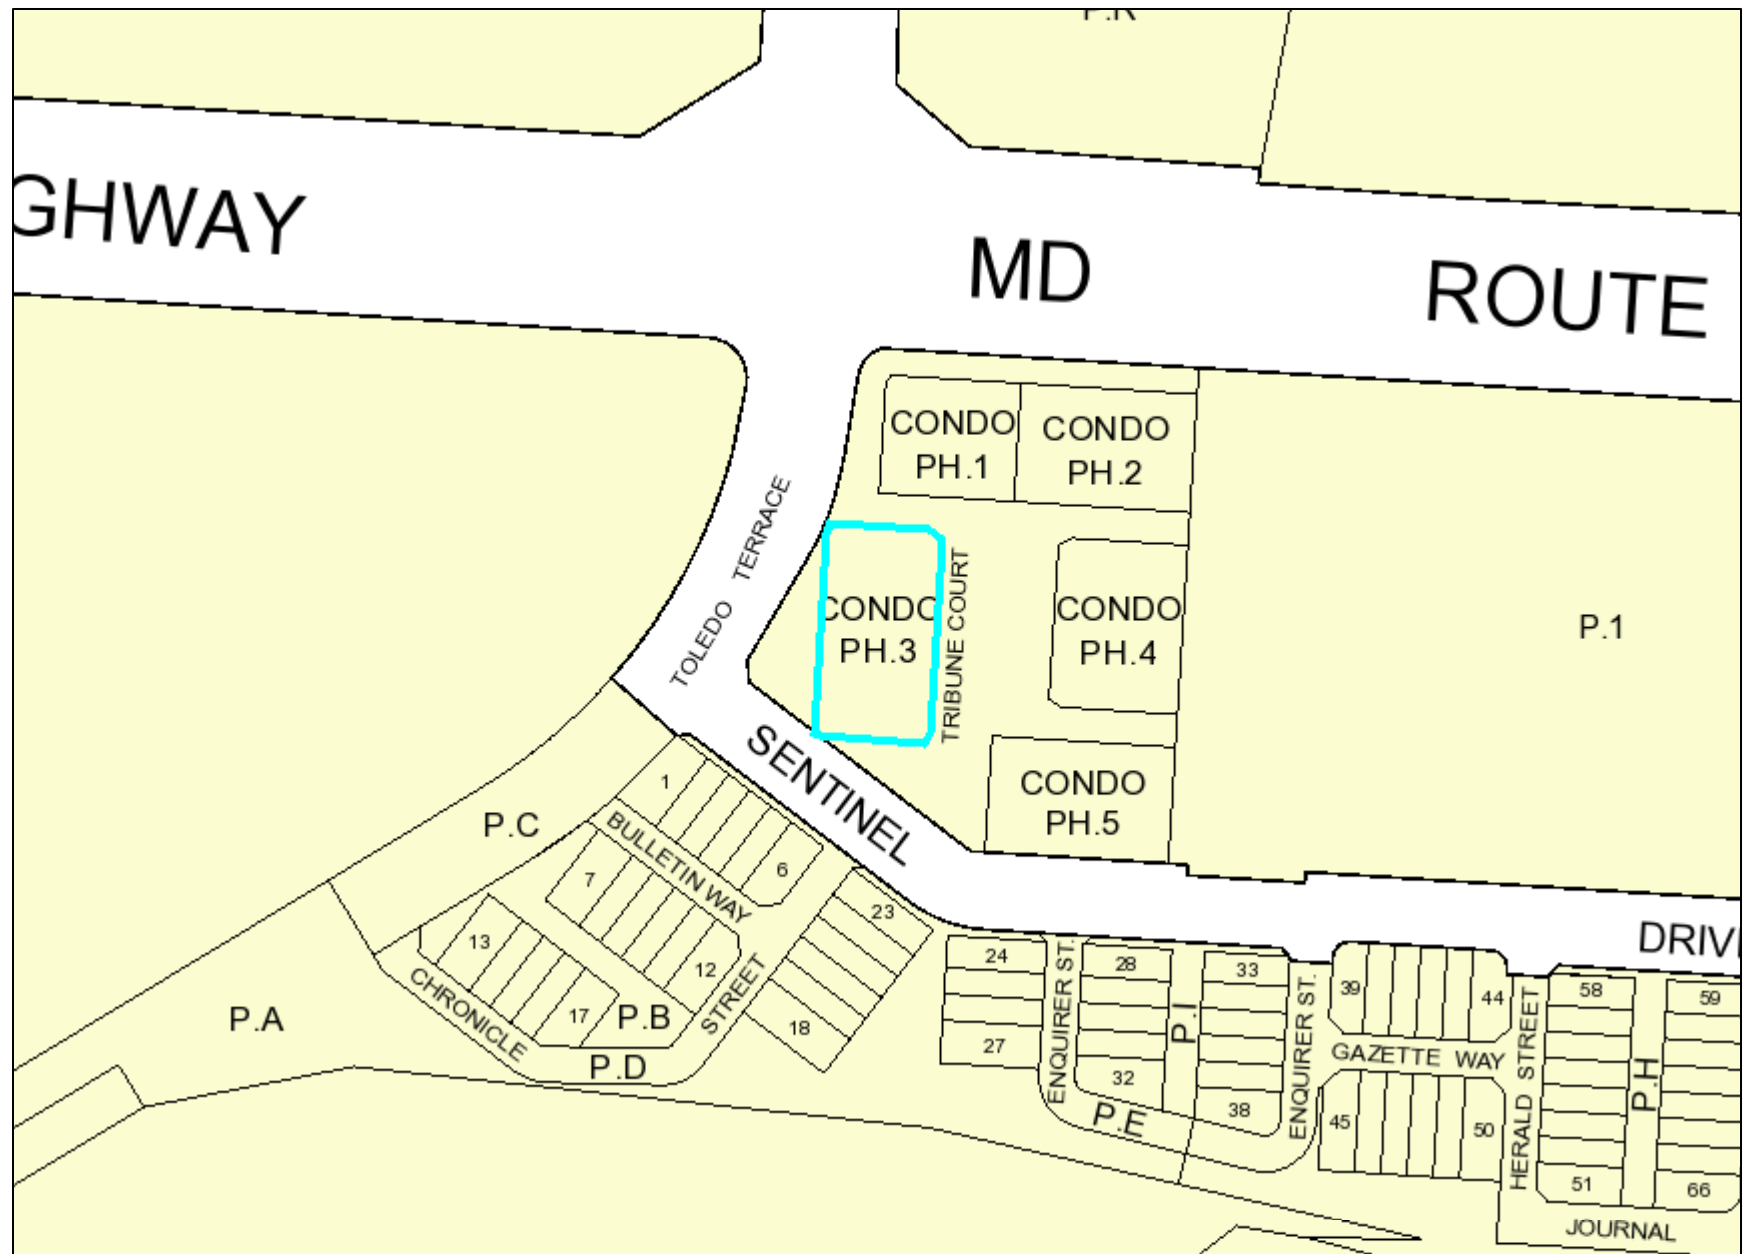 P.R
GHWAY
MD
ROUTE
CONDO
PH.1
CONDO
PH.2
TOLEDO TERRACE
CONDO
PH.3
TRIBUNE COURT
CONDO
PH.4
P.1
SENTINEL
CONDO
PH.5
1
P.C
BULLETIN WAY
6
7
23
DRIV
13
12
STREET
24
ENQUIRER ST.
28
33
ENQUIRER ST.
39
44
HERALD STREET
58
59
P.A
CHRONICLE
17
P.B
18
P.I
27
GAZETTE WAY
P.D
32
P.H
P.E
38
45
50
51
66
JOURNAL